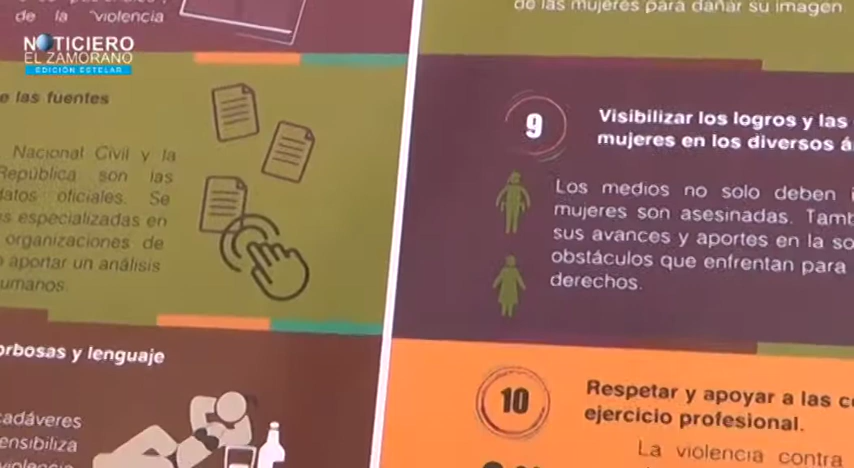 NOTICIERO
EL ZAMORANO
EDICIÓN ESTELAR
de la "violencia
e las fuentes
Nacional Civil y la
República son las
datos oficiales. Se
s especializadas en
organizaciones de
aportar un análisis
umanos.
orbosas y lenguaje
cadáveres
ensibiliza
violencia
de las mujeres para dañar su imagen
9
Visibilizar los logros y las
mujeres en los diversos á
Los medios no solo deben i
mujeres son asesinadas. Tamb
sus avances y aportes en la so
obstáculos que enfrentan para
derechos.
10
Respetar y apoyar a las co
ejercicio profesional.
La violencia contra